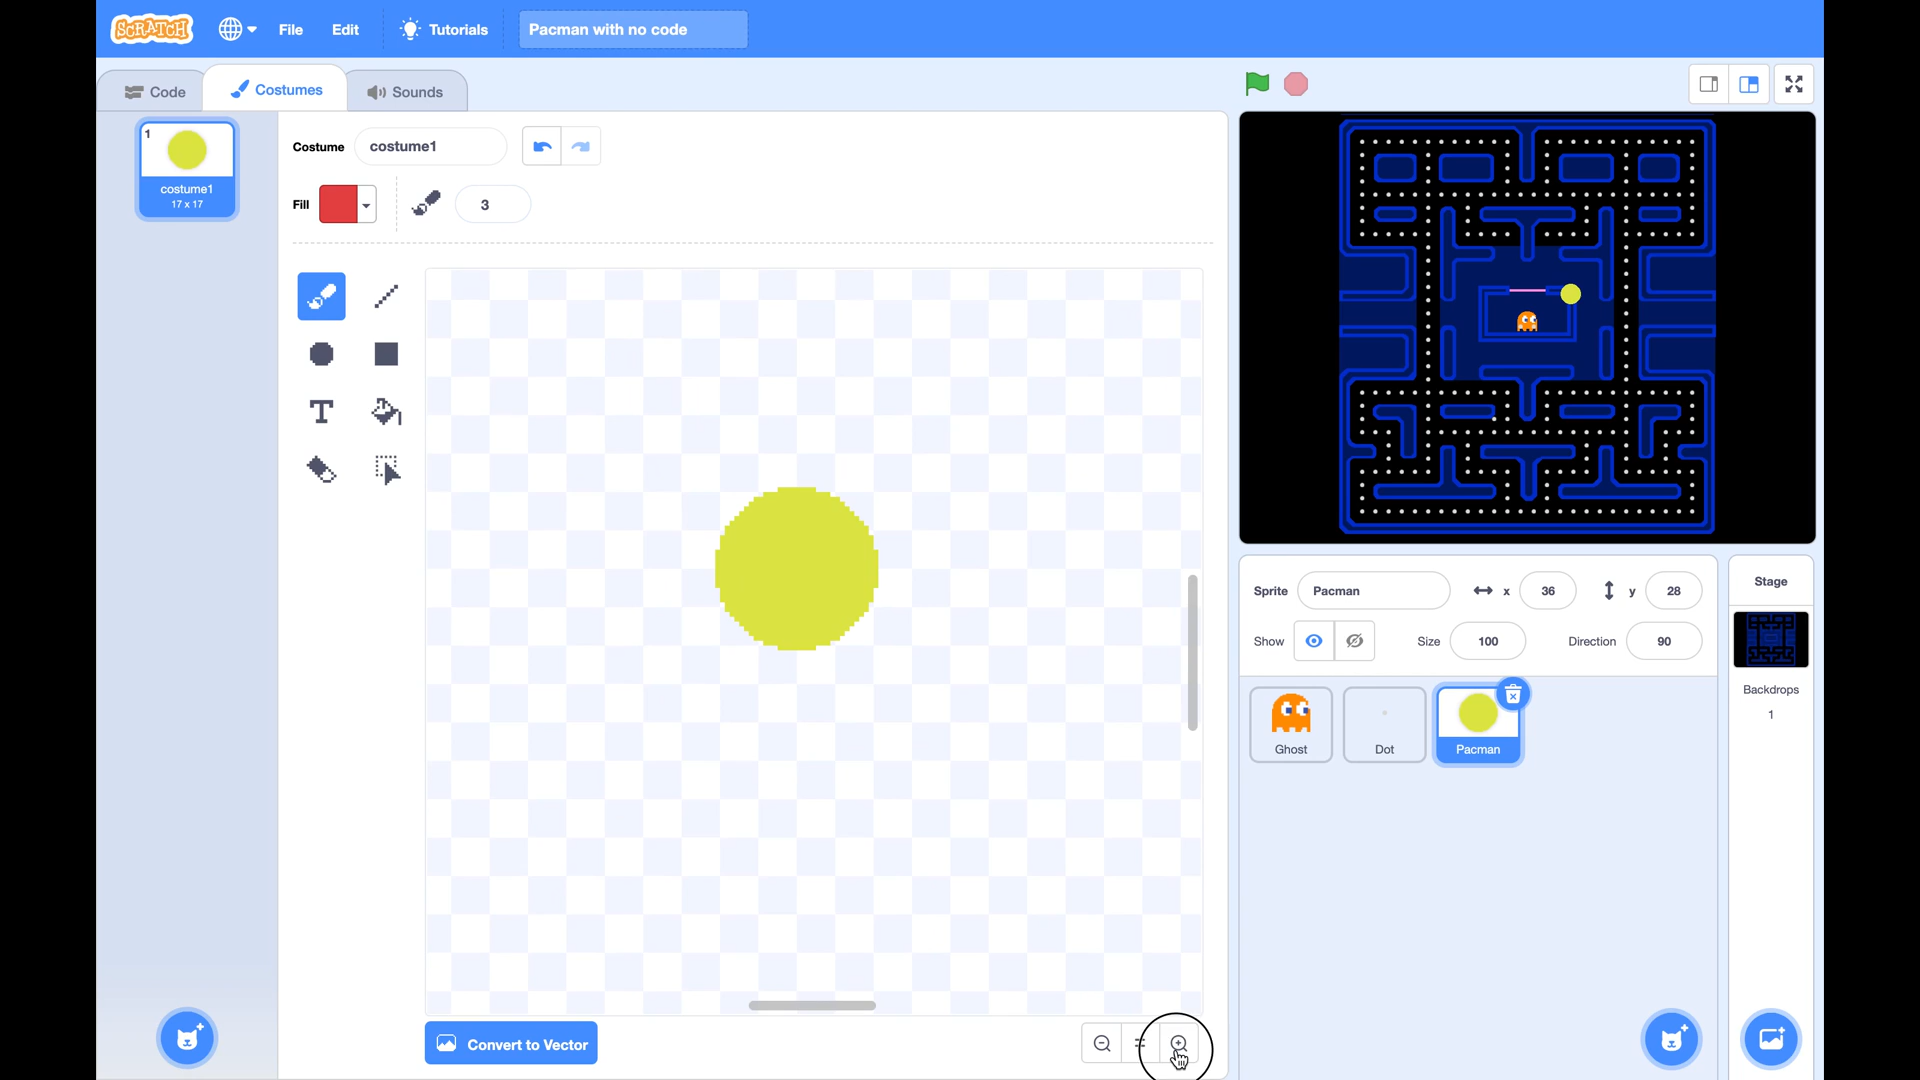 SCRATCH File Edit Tutorials Pacman with no code
Code Costumes Sounds
1
costume1
17 x 17
Costume costume1
Fill 3
T
Convert to Vector
Sprite Pacman x 36 y 28
Show Size 100 Direction 90
Ghost Dot Pacman
Stage
Backdrops
1